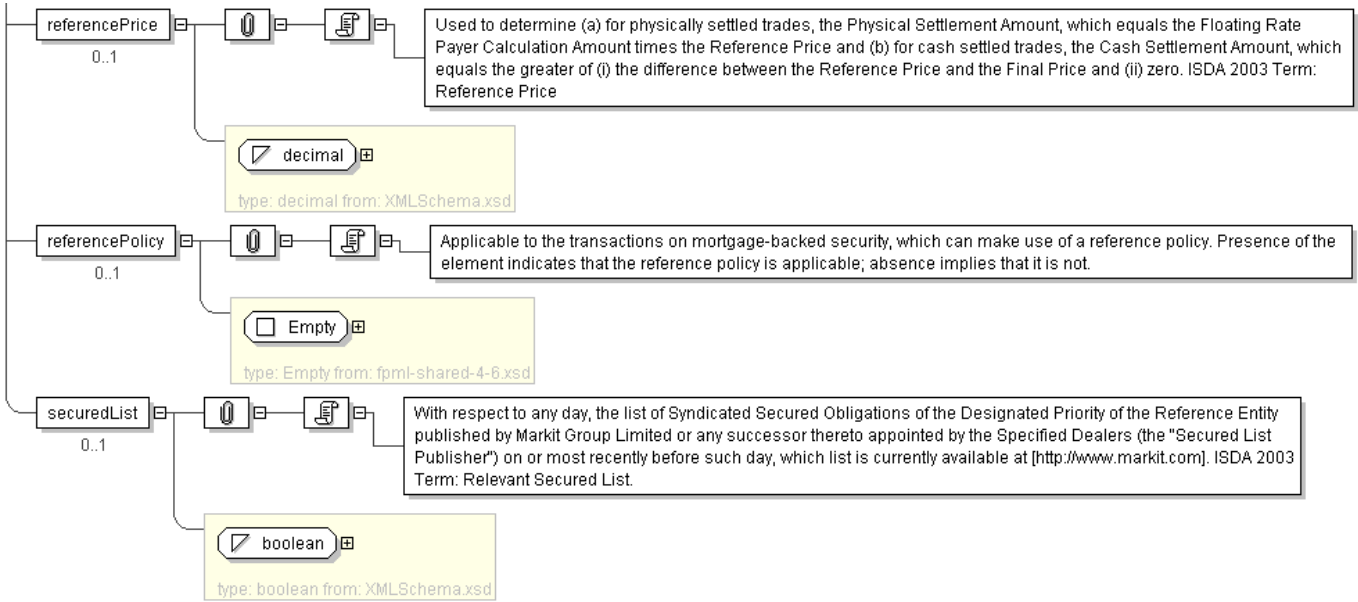 referencePrice
0..1
Used to determine (a) for physically settled trades, the Physical Settlement Amount, which equals the Floating Rate
Payer Calculation Amount times the Reference Price and (b) for cash settled trades, the Cash Settlement Amount, which
equals the greater of (i) the difference between the Reference Price and the Final Price and (ii) zero. ISDA 2003 Term:
Reference Price
decimal
type: decimal from: XMLSchema.xsd
referencePolicy
0..1
Applicable to the transactions on mortgage-backed security, which can make use of a reference policy. Presence of the
element indicates that the reference policy is applicable; absence implies that it is not.
Empty
type: Empty from: fpml-shared-4-6.xsd
securedList
0..1
With respect to any day, the list of Syndicated Secured Obligations of the Designated Priority of the Reference Entity
published by Markit Group Limited or any successor thereto appointed by the Specified Dealers (the "Secured List
Publisher") on or most recently before such day, which list is currently available at [http://www.markit.com]. ISDA 2003
Term: Relevant Secured List.
boolean
type: boolean from: XMLSchema.xsd